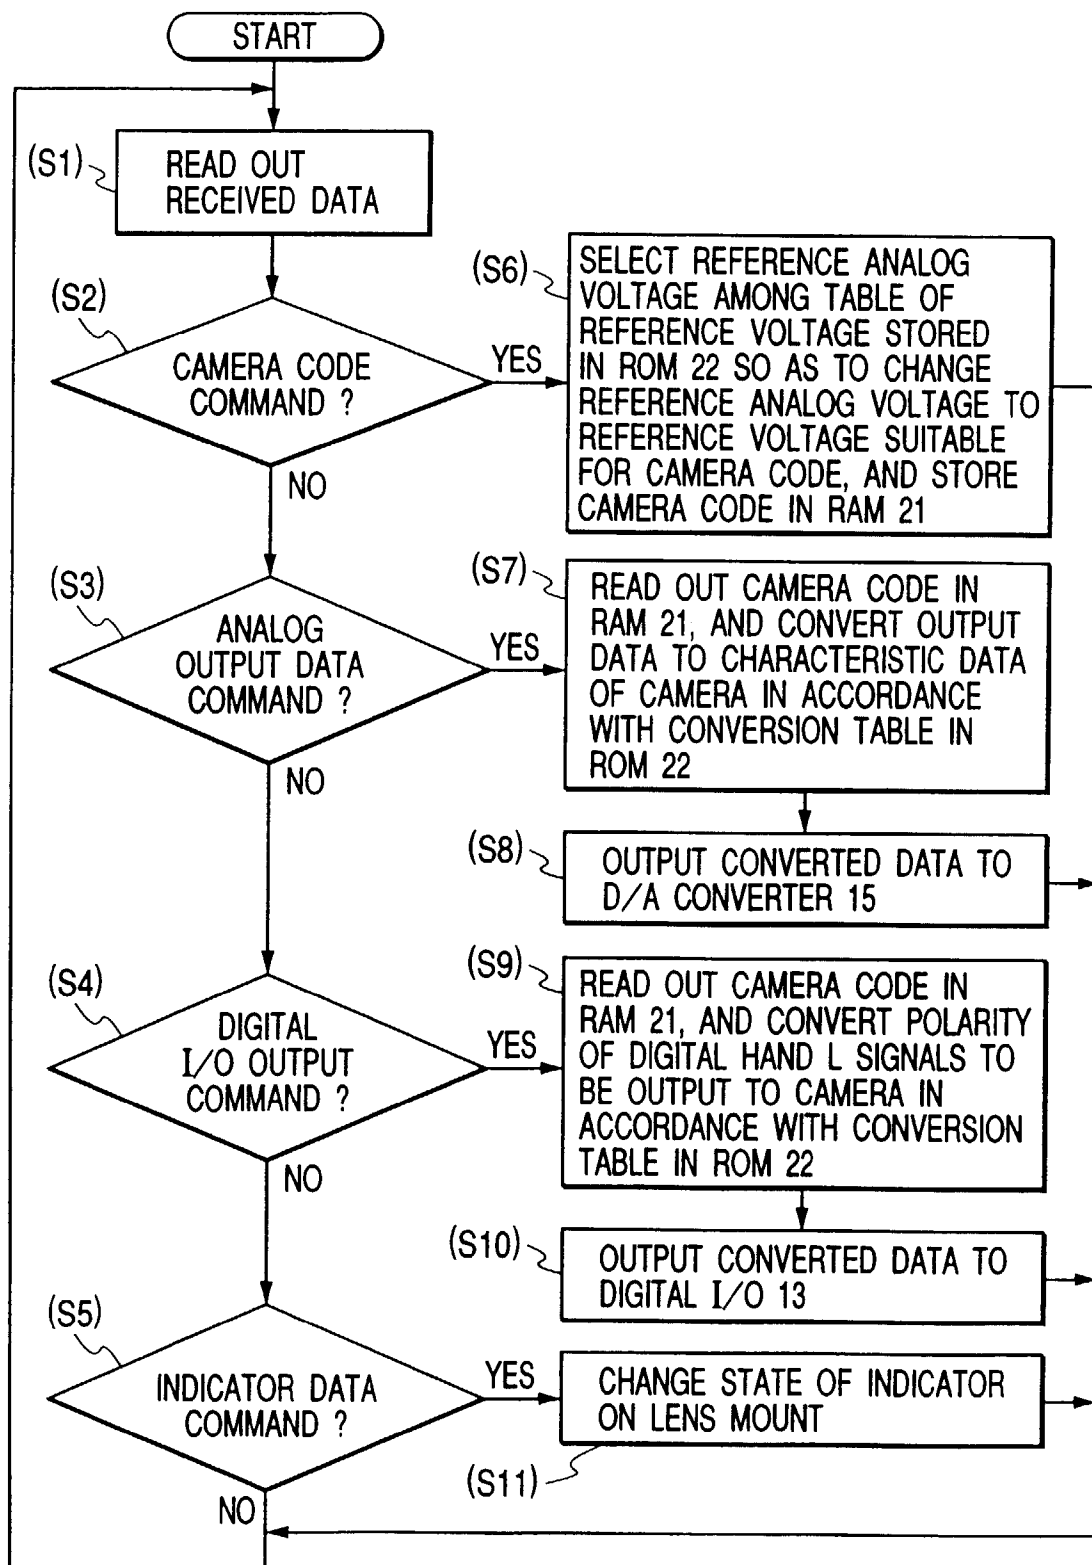 START
(S1)
READ OUT
RECEIVED DATA
(S2)
CAMERA CODE
COMMAND ?
YES
NO
(S6)
SELECT REFERENCE ANALOG
VOLTAGE AMONG TABLE OF
REFERENCE VOLTAGE STORED
IN ROM 22 SO AS TO CHANGE
REFERENCE ANALOG VOLTAGE TO
REFERENCE VOLTAGE SUITABLE
FOR CAMERA CODE, AND STORE
CAMERA CODE IN RAM 21
(S3)
ANALOG
OUTPUT DATA
COMMAND ?
YES
NO
(S7)
READ OUT CAMERA CODE IN
RAM 21, AND CONVERT OUTPUT
DATA TO CHARACTERISTIC DATA
OF CAMERA IN ACCORDANCE
WITH CONVERSION TABLE IN
ROM 22
(S8)
OUTPUT CONVERTED DATA TO
D/A CONVERTER 15
(S4)
DIGITAL
I/O OUTPUT
COMMAND ?
YES
NO
(S9)
READ OUT CAMERA CODE IN
RAM 21, AND CONVERT POLARITY
OF DIGITAL HAND L SIGNALS TO
BE OUTPUT TO CAMERA IN
ACCORDANCE WITH CONVERSION
TABLE IN ROM 22
(S10)
OUTPUT CONVERTED DATA TO
DIGITAL I/O 13
(S5)
INDICATOR DATA
COMMAND ?
YES
NO
CHANGE STATE OF INDICATOR
ON LENS MOUNT
(S11)